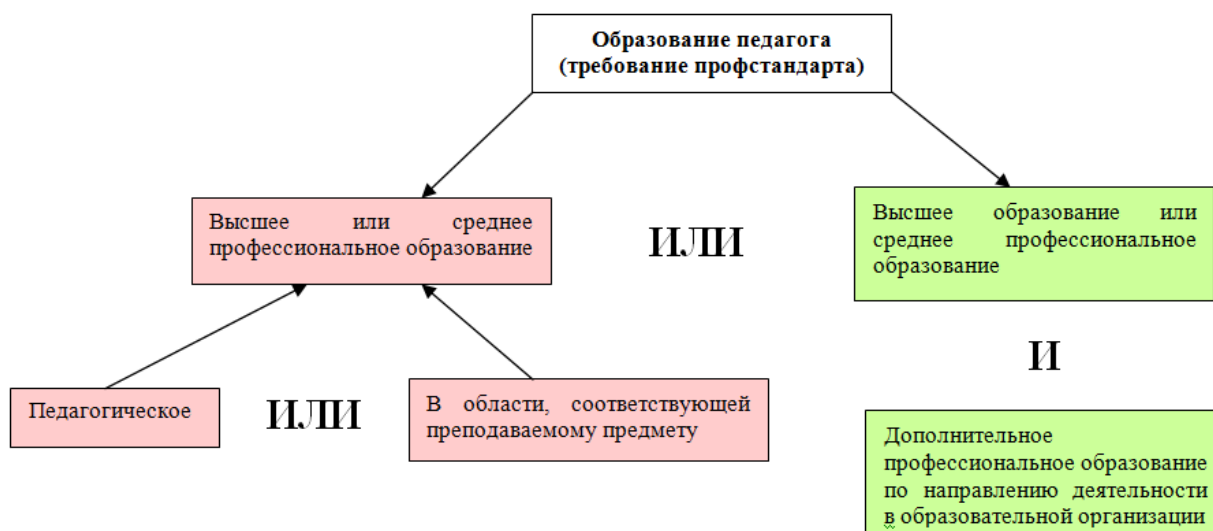 Образование педагога
(требование профстандарта)
Высшее или среднее
профессиональное образование
ИЛИ
Высшее образование или
среднее профессиональное
образование
Педагогическое
ИЛИ
В области, соответствующей
преподаваемому предмету
И
Дополнительное
профессиональное образование
по направлению деятельности
в образовательной организации